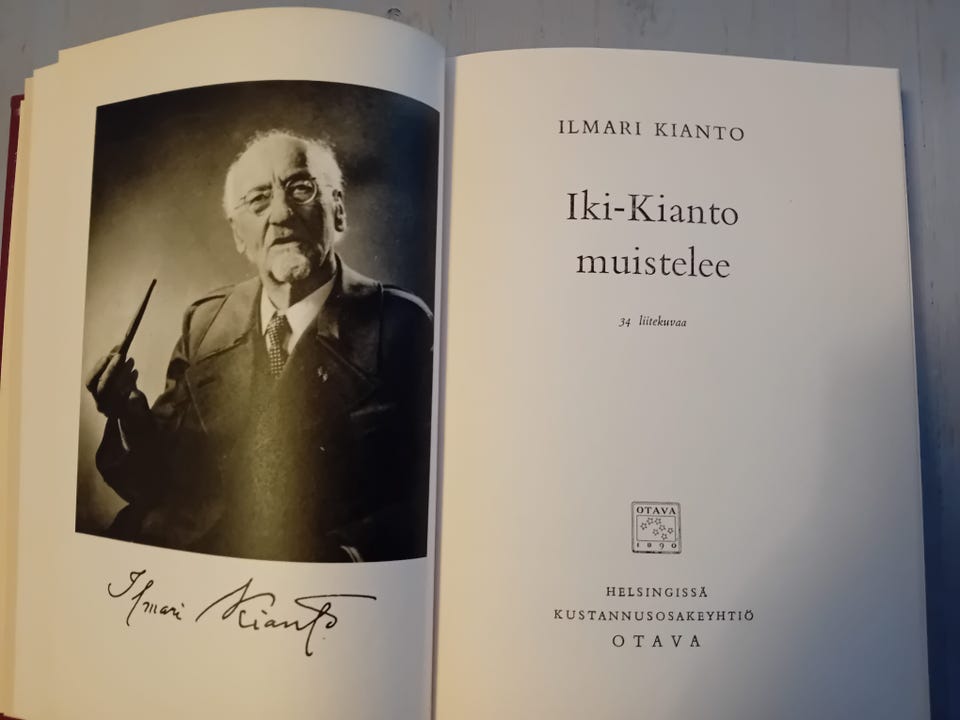 Ilmari Kianto
ILMARI KIANTO
Iki-Kianto
muistelee
34 liitekuvaa
OTAVA
1890
HELSINGISSÄ
KUSTANNUSOSAKEYHTIÖ
OTAVA